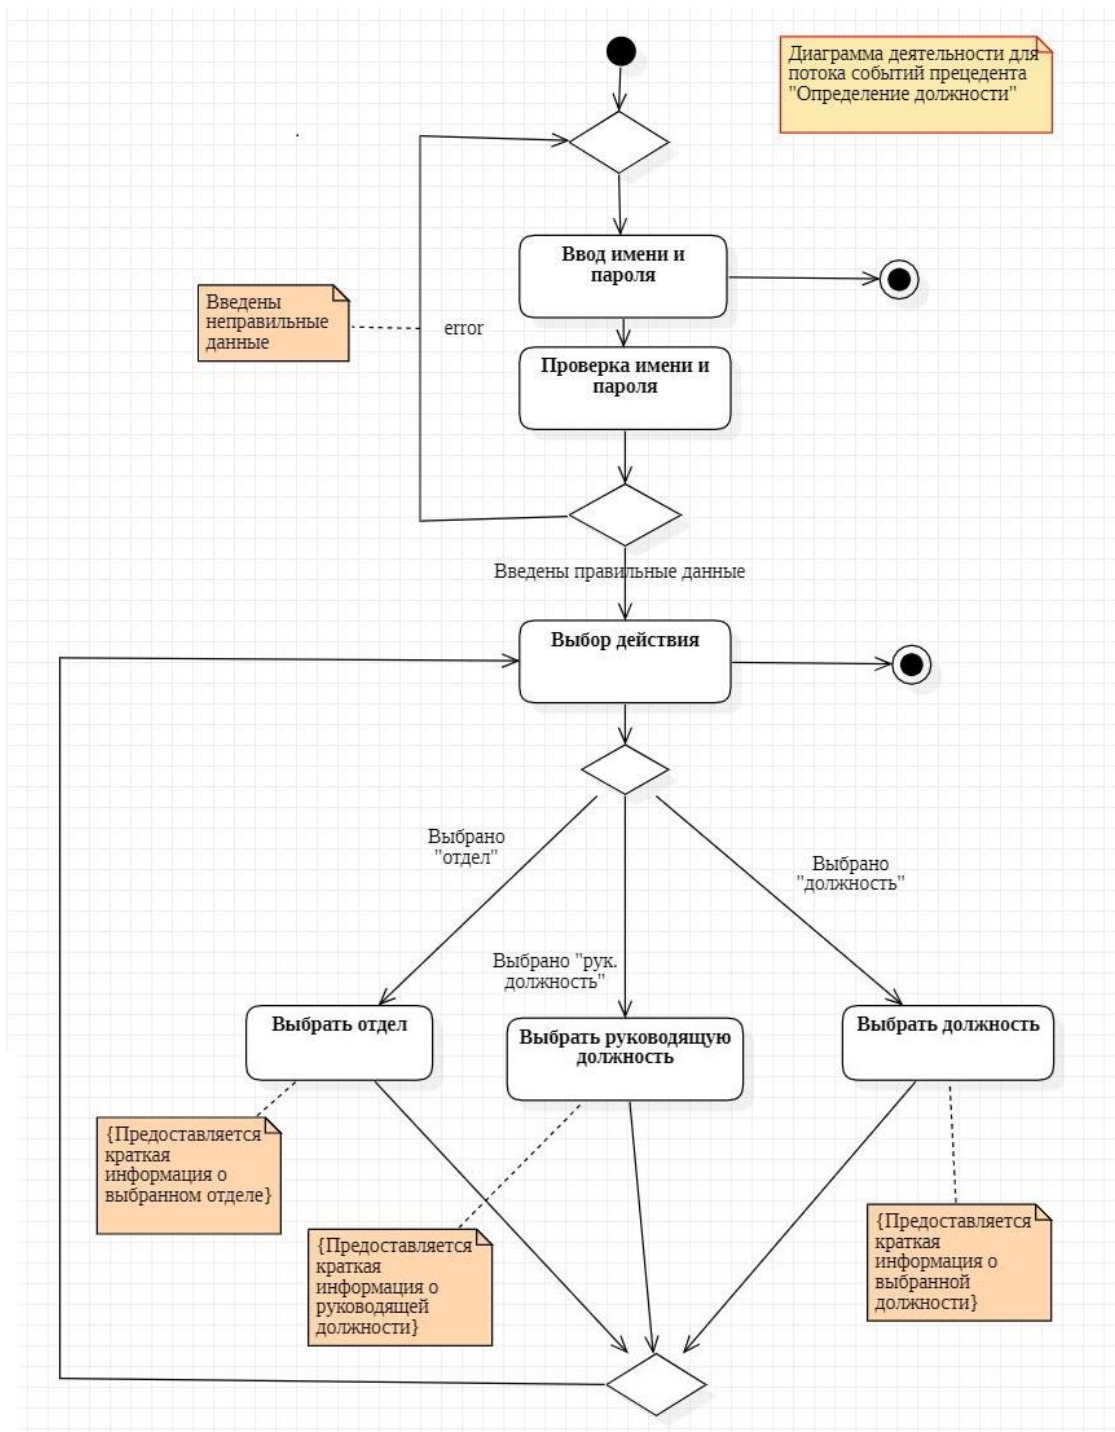 Диаграмма деятельности для
потока событий прецедента
"Определение должности"
Ввод имени и
пароля
Введены
неправильные
данные
error
Проверка имени и
пароля
Введены правильные данные
Выбор действия
Выбрано
"отдел"
Выбрано
"должность"
Выбрано "рук.
должность"
Выбрать отдел
Выбрать руководящую
должность
Выбрать должность
{Предоставляется
краткая
информация о
выбранном отделе}
{Предоставляется
краткая
информация о
руководящей
должности}
{Предоставляется
краткая
информация о
выбранной
должности}